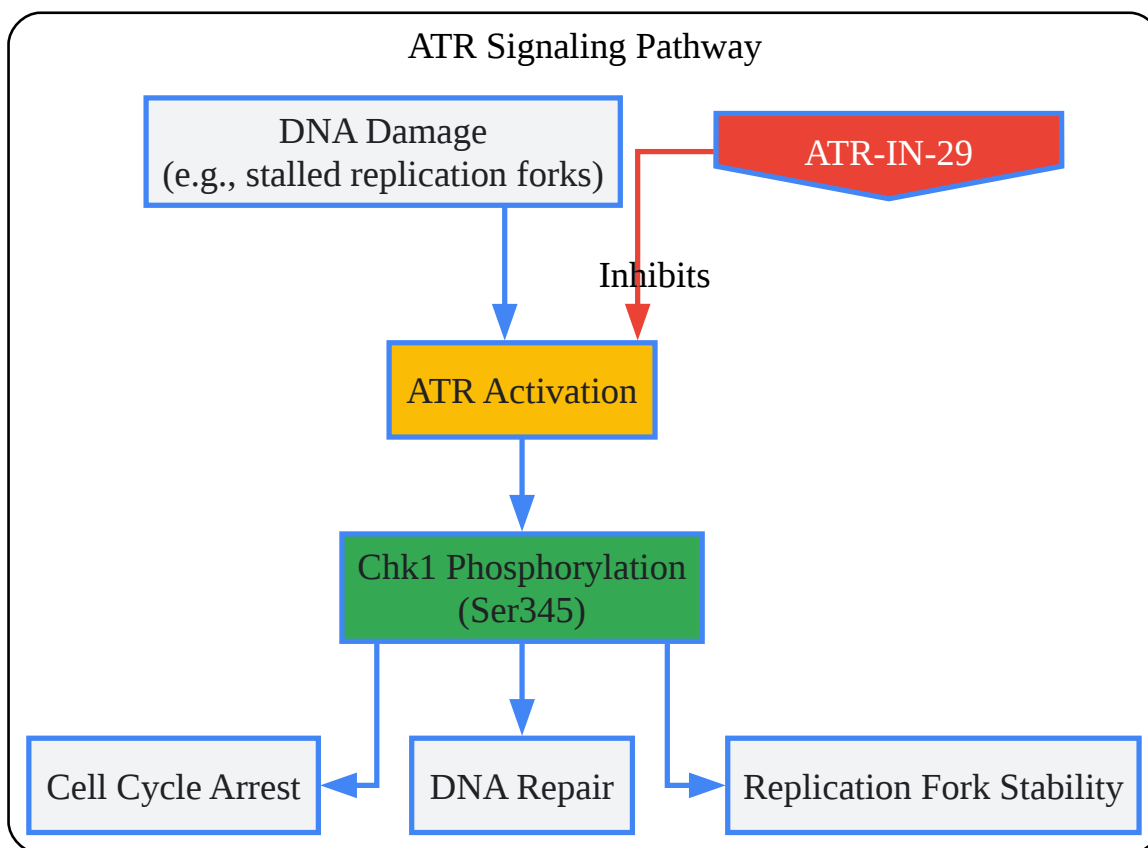 ATR Signaling Pathway
DNA Damage
(e.g., stalled replication forks)
ATR-IN-29
Inhibits
ATR Activation
Chk1 Phosphorylation
(Ser345)
Cell Cycle Arrest
DNA Repair
Replication Fork Stability